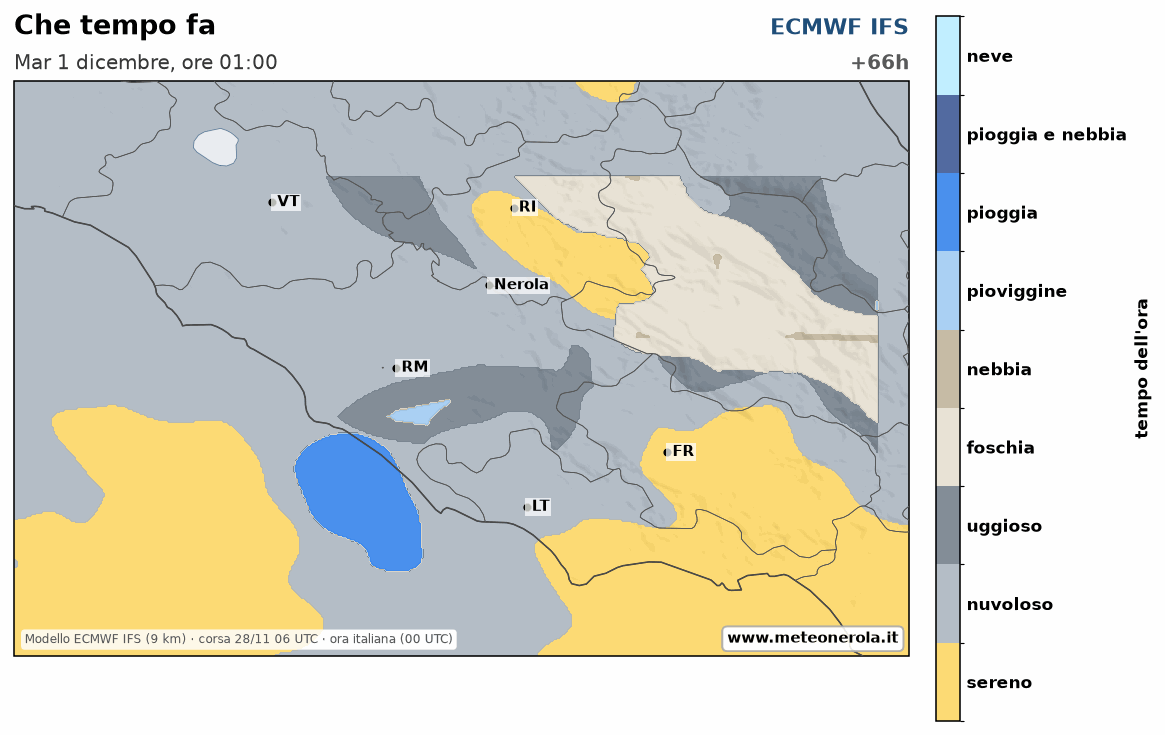 Che tempo fa
ECMWF IFS
Mar 1 dicembre, ore 01:00
+66h
VT
RI
Nerola
RM
FR
LT
Modello ECMWF IFS (9 km) · corsa 28/11 06 UTC · ora italiana (00 UTC)
www.meteonerola.it
neve
pioggia e nebbia
pioggia
pioviggine
nebbia
foschia
uggioso
nuvoloso
sereno
tempo dell'ora